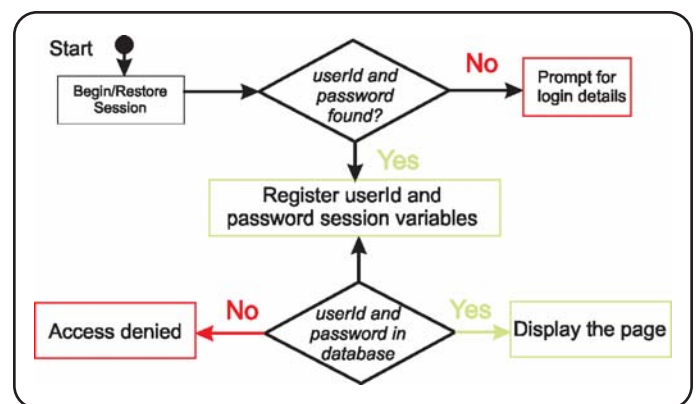 Start
Begin/Restore
Session
userId and
password
found?
No
Prompt for
login details
Yes
Register userId and
password session variables
No
Access denied
userId and
password in
database
Yes
Display the page